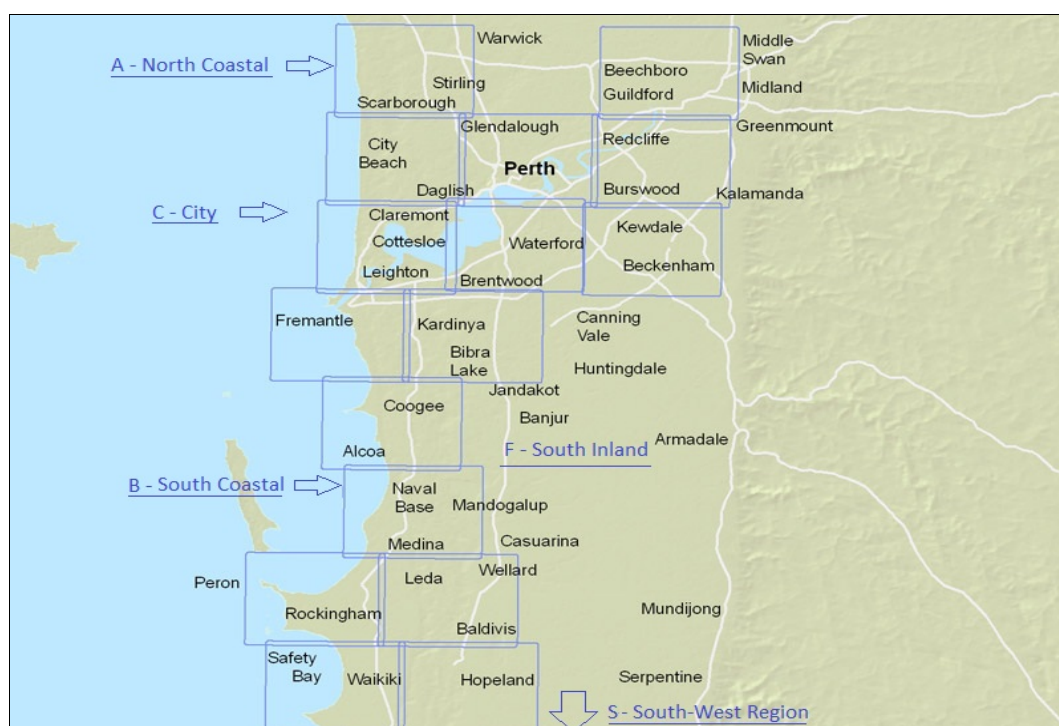 Warwick
Middle
Swan
A - North Coastal
Beechboro
Stirling
Guildford
Midland
Scarborough
Glendalough
Greenmount
Redcliffe
City
Beach
Perth
Daglish
Burswood
Kalamanda
C - City
Claremont
Kewdale
Cottesloe
Waterford
Beckenham
Leighton
Brentwood
Fremantle
Kardinya
Canning
Vale
Bibra
Lake
Huntingdale
Jandakot
Coogee
Banjur
Armadale
Alcoa
F - South Inland
B - South Coastal
Naval
Base
Mandogalup
Medina
Casuarina
Peron
Leda
Wellard
Rockingham
Mundijong
Baldivis
Safety
Bay
Waikiki
Hopeland
Serpentine
S - South-West Region